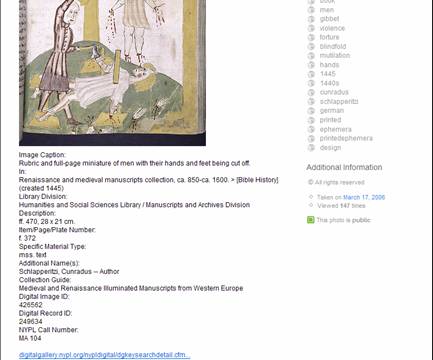 book
men
gibbet
violence
torture
blindfold
mutilation
hands
1445
1440s
cunradus
schlapperitzi
german
printed
ephemera
printedephemera
design
Image Caption:
Rubric and full-page miniature of men with their hands and feet being cut off.
In:
Renaissance and medieval manuscripts collection, ca. 850-ca. 1600. > [Bible History]
(created 1445)
Library Division:
Humanities and Social Sciences Library / Manuscripts and Archives Division
Description:
ff. 470, 28 x 21 cm.
Item/Page/Plate Number:
f. 372
Specific Material Type:
mss. text
Additional Name(s):
Schlapperitzi, Cunradus -- Author
Collection Guide:
Medieval and Renaissance Illuminated Manuscripts from Western Europe
Digital Image ID:
426562
Digital Record ID:
249634
NYPL Call Number:
MA 104
digitalgallery.nypl.org/nypldigital/dgkeysearchdetail.cfm...
Additional Information
© All rights reserved
Taken on March 17, 2006
Viewed 147 times
This photo is public